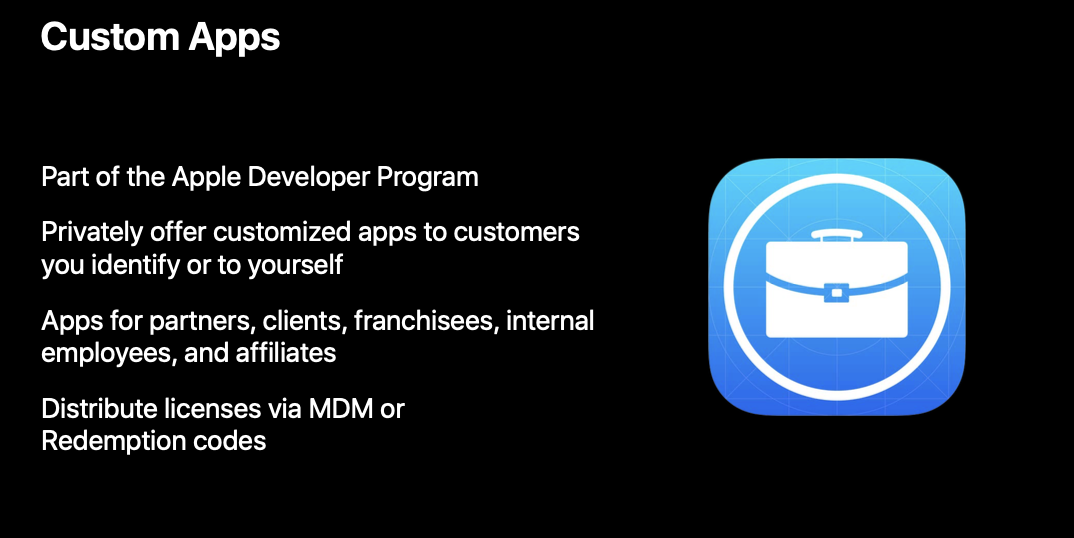 Custom Apps
Part of the Apple Developer Program
Privately offer customized apps to customers
you identify or to yourself
Apps for partners, clients, franchisees, internal
employees, and affiliates
Distribute licenses via MDM or
Redemption codes